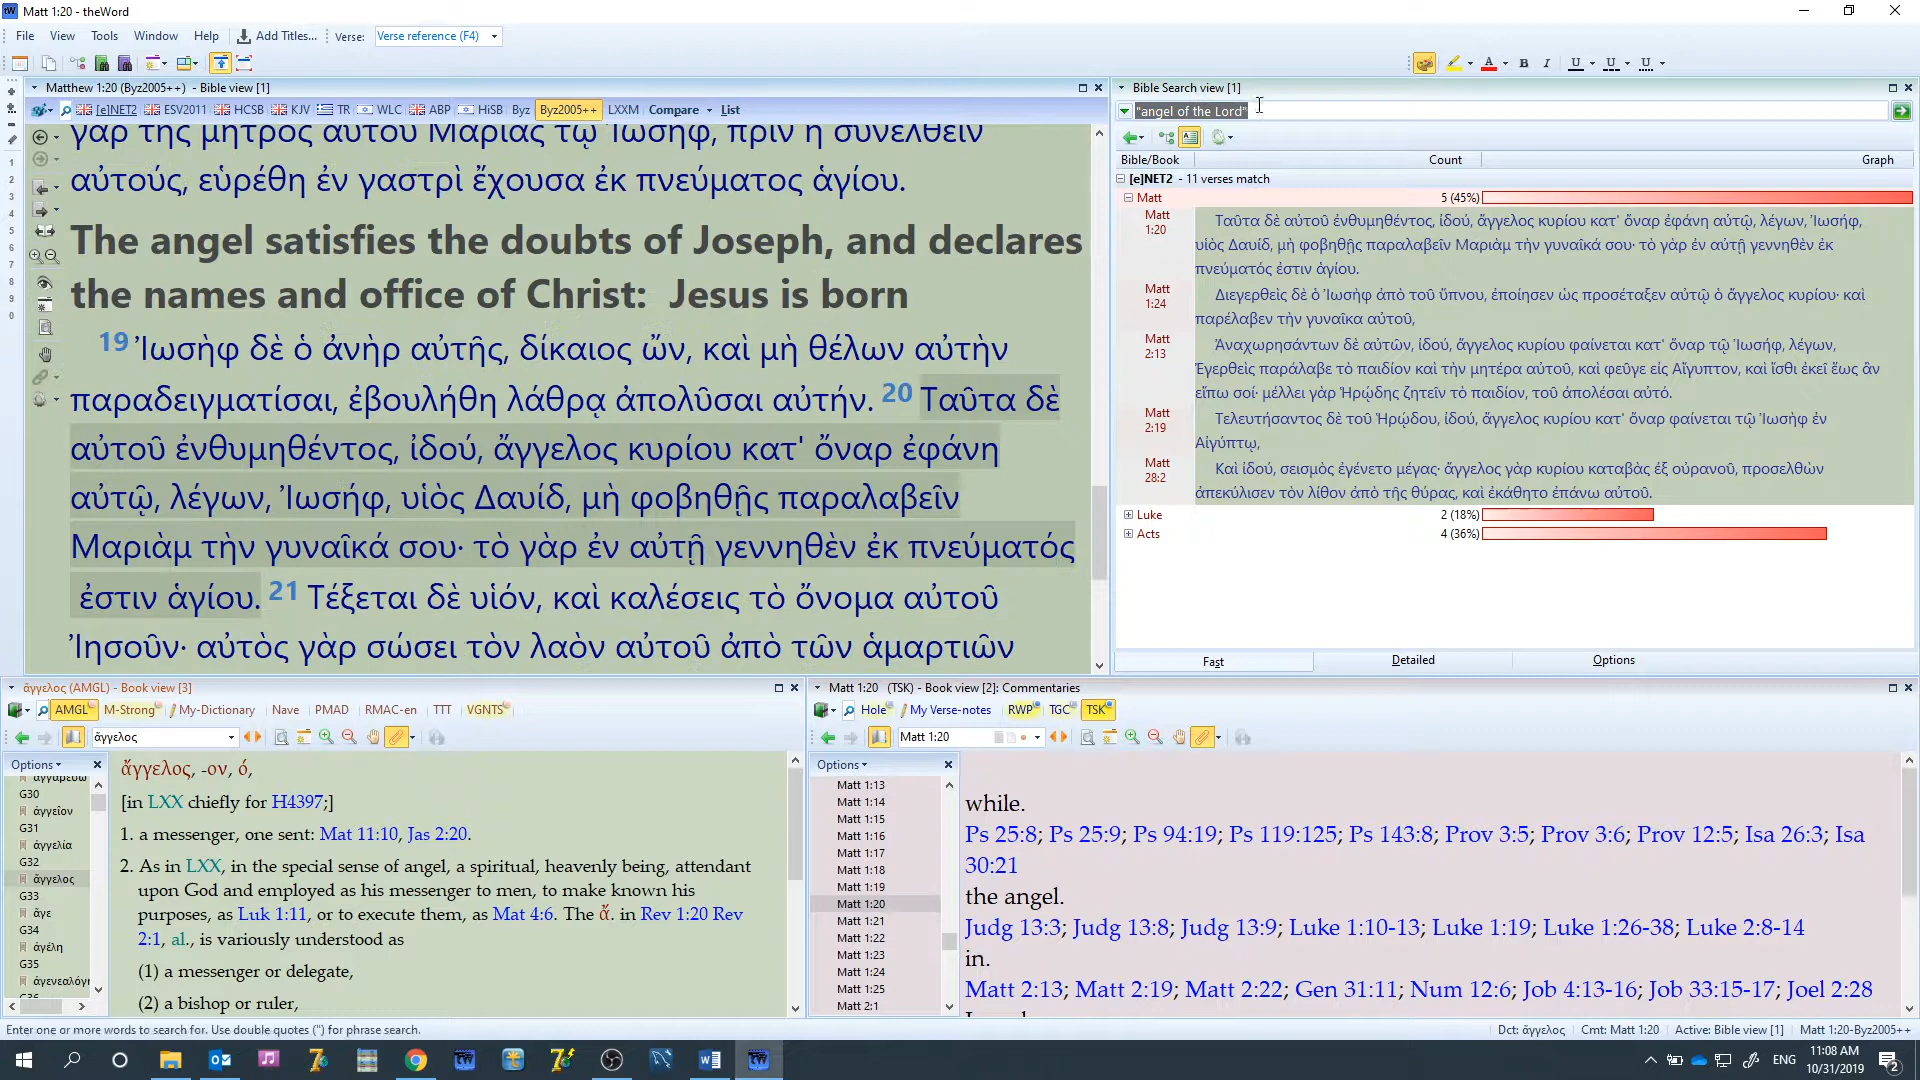 Matt 1:20 - theWord
File View Tools Window Help Add Titles... Verse: Verse reference (F4)
Matthew 1:20 (Byz2005++) - Bible view [1]
[e]NET2 ESV2011 HCSB KJV TR WLC ABP HiSB Byz Byz2005++ LXXM Compare List
γὰρ τῆς μητρὸς αὐτοῦ Μαρίας τῷ Ἰωσήφ, πρὶν ἢ συνελθεῖν
αὐτούς, εὑρέθη ἐν γαστρὶ ἔχουσα ἐκ πνεύματος ἁγίου.
The angel satisfies the doubts of Joseph, and declares
the names and office of Christ: Jesus is born
19 Ἰωσὴφ δὲ ὁ ἀνὴρ αὐτῆς, δίκαιος ὤν, καὶ μὴ θέλων αὐτὴν
παραδειγματίσαι, ἐβουλήθη λάθρᾳ ἀπολῦσαι αὐτήν. 20 Ταῦτα δὲ
αὐτοῦ ἐνθυμηθέντος, ἰδού, ἄγγελος κυρίου κατ' ὄναρ ἐφάνη
αὐτῷ, λέγων, Ἰωσήφ, υἱὸς Δαυίδ, μὴ φοβηθῇς παραλαβεῖν
Μαριὰμ τὴν γυναῖκά σου· τὸ γὰρ ἐν αὐτῇ γεννηθὲν ἐκ πνεύματός
ἐστιν ἁγίου. 21 Τέξεται δὲ υἱόν, καὶ καλέσεις τὸ ὄνομα αὐτοῦ
Ἰησοῦν· αὐτὸς γὰρ σώσει τὸν λαὸν αὐτοῦ ἀπὸ τῶν ἁμαρτιῶν
1
2
3
4
5
6
7
8
9
0
Bible Search view [1]
"angel of the Lord"
Bible/Book Count Graph
[e]NET2 - 11 verses match
Matt 5 (45%)
Matt 1:20 Ταῦτα δὲ αὐτοῦ ἐνθυμηθέντος, ἰδού, ἄγγελος κυρίου κατ' ὄναρ ἐφάνη αὐτῷ, λέγων, Ἰωσήφ,
υἱὸς Δαυίδ, μὴ φοβηθῇς παραλαβεῖν Μαριὰμ τὴν γυναῖκά σου· τὸ γὰρ ἐν αὐτῇ γεννηθὲν ἐκ
πνεύματός ἐστιν ἁγίου.
Matt 1:24 Διεγερθεὶς δὲ ὁ Ἰωσὴφ ἀπὸ τοῦ ὕπνου, ἐποίησεν ὡς προσέταξεν αὐτῷ ὁ ἄγγελος κυρίου· καὶ
παρέλαβεν τὴν γυναῖκα αὐτοῦ,
Matt 2:13 Ἀναχωρησάντων δὲ αὐτῶν, ἰδού, ἄγγελος κυρίου φαίνεται κατ' ὄναρ τῷ Ἰωσήφ, λέγων,
Ἐγερθεὶς παράλαβε τὸ παιδίον καὶ τὴν μητέρα αὐτοῦ, καὶ φεῦγε εἰς Αἴγυπτον, καὶ ἴσθι ἐκεῖ ἕως ἂν
εἴπω σοί· μέλλει γὰρ Ἡρῴδης ζητεῖν τὸ παιδίον, τοῦ ἀπολέσαι αὐτό.
Matt 2:19 Τελευτήσαντος δὲ τοῦ Ἡρῴδου, ἰδού, ἄγγελος κυρίου κατ' ὄναρ φαίνεται τῷ Ἰωσὴφ ἐν
Αἰγύπτῳ,
Matt 28:2 Καὶ ἰδού, σεισμὸς ἐγένετο μέγας· ἄγγελος γὰρ κυρίου καταβὰς ἐξ οὐρανοῦ, προσελθὼν
ἀπεκύλισεν τὸν λίθον ἀπὸ τῆς θύρας, καὶ ἐκάθητο ἐπάνω αὐτοῦ.
Luke 2 (18%)
Acts 4 (36%)
Fast Detailed Options
ἄγγελος (AMGL) - Book view [3]
AMGL M-Strong My-Dictionary Nave PMAD RMAC-en TTT VGNTS
ἄγγελος
Options
ἀγγαρεύω
G30
ἀγγεῖον
G31
ἀγγελία
G32
ἄγγελος
G33
ἄγε
G34
ἀγέλη
G35
G36
ἄγγελος, -ου, ὁ,
[in LXX chiefly for H4397;]
1. a messenger, one sent: Mat 11:10, Jas 2:20.
2. As in LXX, in the special sense of angel, a spiritual, heavenly being, attendant
upon God and employed as his messenger to men, to make known his
purposes, as Luk 1:11, or to execute them, as Mat 4:6. The ἄ. in Rev 1:20 Rev
2:1, al., is variously understood as
(1) a messenger or delegate,
(2) a bishop or ruler,
Matt 1:20 (TSK) - Book view [2]: Commentaries
Hole My Verse-notes RWP TGC TSK
Matt 1:20
Options
Matt 1:13
Matt 1:14
Matt 1:15
Matt 1:16
Matt 1:17
Matt 1:18
Matt 1:19
Matt 1:20
Matt 1:21
Matt 1:22
Matt 1:23
Matt 1:24
Matt 1:25
Matt 2:1
while.
Ps 25:8; Ps 25:9; Ps 94:19; Ps 119:125; Ps 143:8; Prov 3:5; Prov 3:6; Prov 12:5; Isa 26:3; Isa
30:21
the angel.
Judg 13:3; Judg 13:8; Judg 13:9; Luke 1:10-13; Luke 1:19; Luke 1:26-38; Luke 2:8-14
in.
Matt 2:13; Matt 2:19; Matt 2:22; Gen 31:11; Num 12:6; Job 4:13-16; Job 33:15-17; Joel 2:28
Enter one or more words to search for. Use double quotes (") for phrase search.
Dct: ἄγγελος Cmt: Matt 1:20 Active: Bible view [1] Matt 1:20-Byz2005++
ENG 11:08 AM
10/31/2019